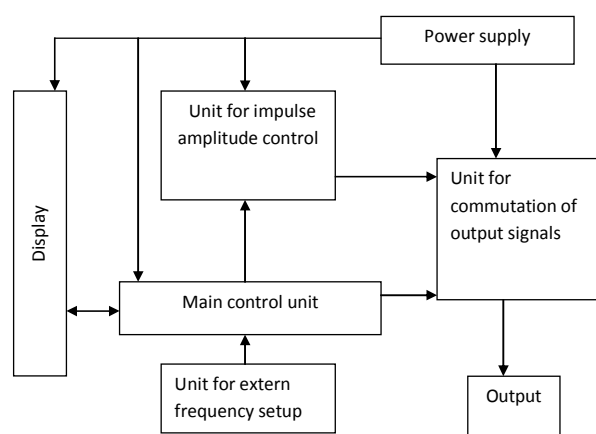 Power supply
Unit for impulse
amplitude control
Unit for
commutation of
output signals
Display
Main control unit
Unit for extern
frequency setup
Output